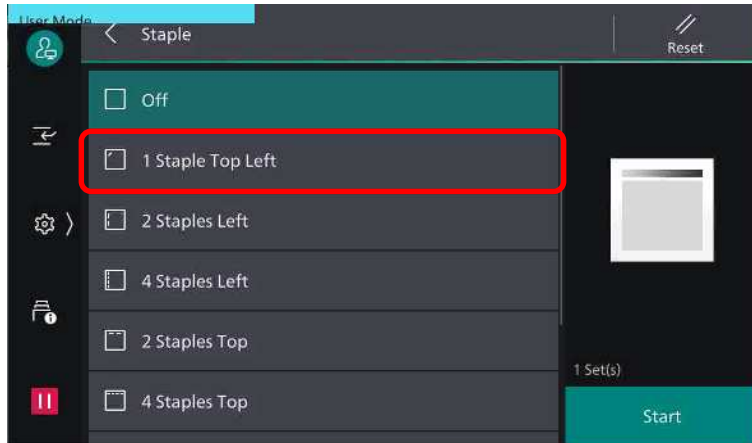 User Mode
Staple
Reset
Off
1 Staple Top Left
2 Staples Left
4 Staples Left
2 Staples Top
1 Set(s)
4 Staples Top
Start